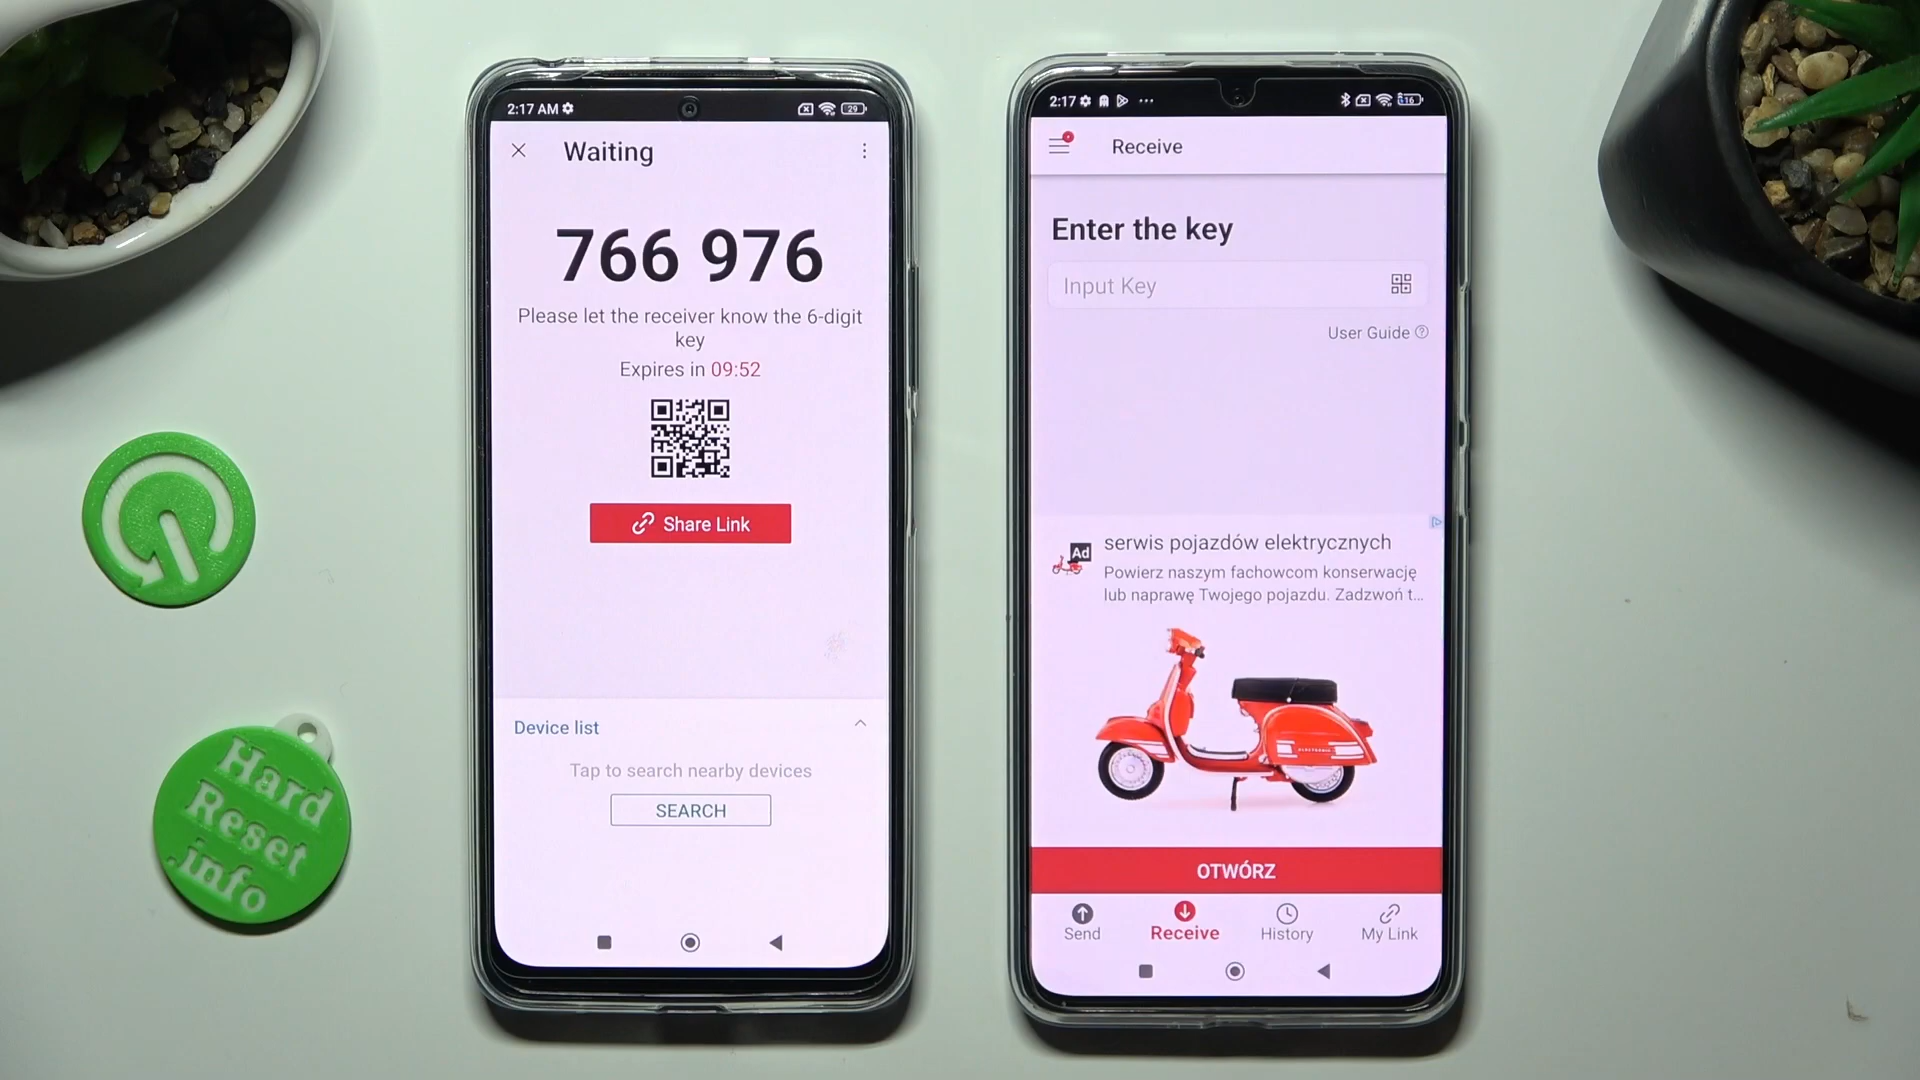 2:17 AM
29
Waiting
766 976
Please let the receiver know the 6-digit
key
Expires in 09:52
Share Link
Device list
Tap to search nearby devices
SEARCH
2:17
16
Receive
Enter the key
Input Key
User Guide
Ad
serwis pojazdów elektrycznych
Powierz naszym fachowcom konserwację
lub naprawę Twojego pojazdu. Zadzwoń t...
OTWÓRZ
Send
Receive
History
My Link
Hard
Reset
.info